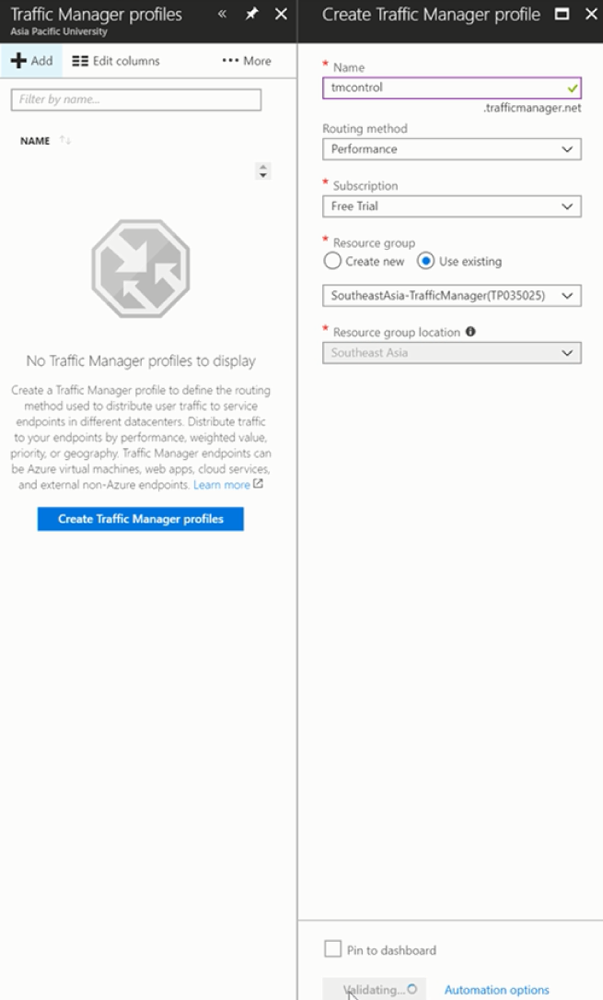 Traffic Manager profiles
Asia Pacific University
Add
Edit columns
More
Filter by name...
NAME
No Traffic Manager profiles to display
Create a Traffic Manager profile to define the routing
method used to distribute user traffic to service
endpoints in different datacenters. Distribute traffic
to your endpoints by performance, weighted value,
priority, or geography. Traffic Manager endpoints can
be Azure virtual machines, web apps, cloud services,
and external non-Azure endpoints. Learn more
Create Traffic Manager profiles
Create Traffic Manager profile
* Name
tmcontrol
.trafficmanager.net
Routing method
Performance
* Subscription
Free Trial
* Resource group
Create new Use existing
SoutheastAsia-TrafficManager(TP035025)
* Resource group location
Southeast Asia
Pin to dashboard
Validating...
Automation options